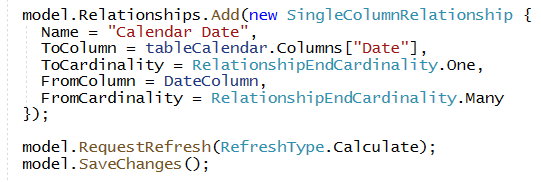 model.Relationships.Add(new SingleColumnRelationship {
Name = "Calendar Date",
ToColumn = tableCalendar.Columns["Date"],
ToCardinality = RelationshipEndCardinality.One,
FromColumn = DateColumn,
FromCardinality = RelationshipEndCardinality.Many
});
model.RequestRefresh(RefreshType.Calculate);
model.SaveChanges();